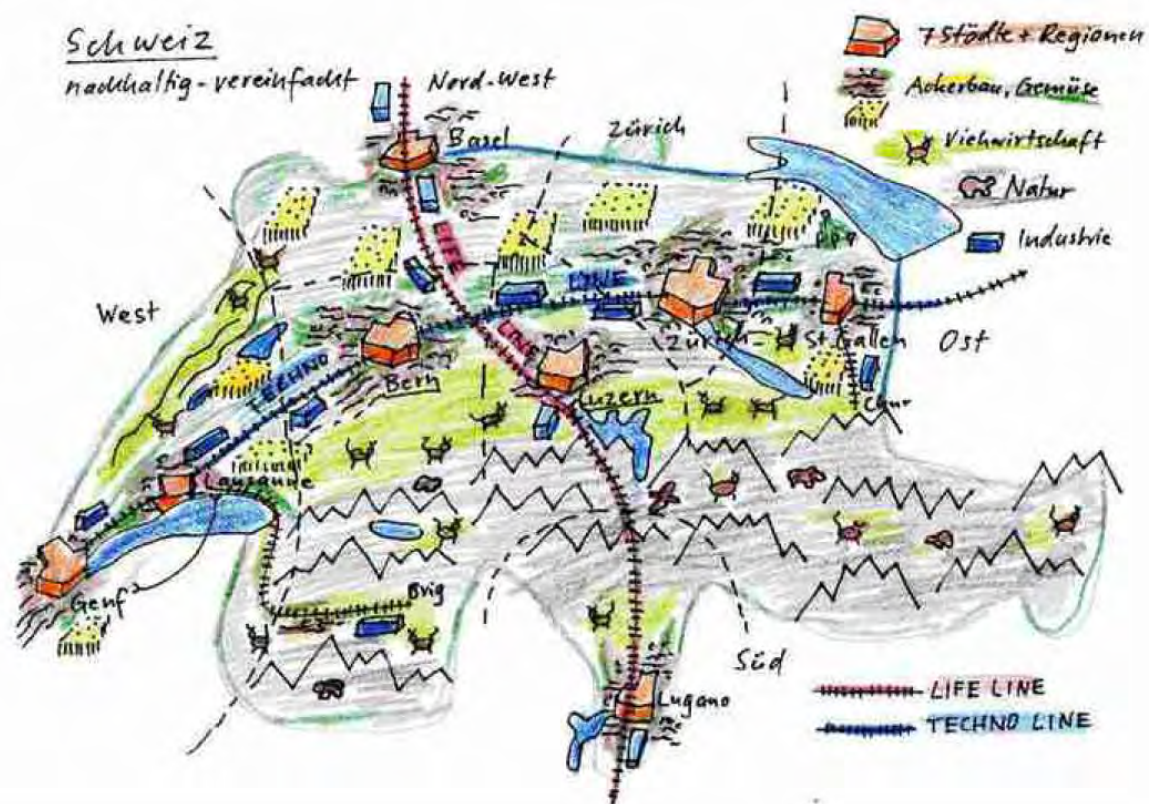 Schweiz
nachhaltig-vereinfacht
Nord-West
7 Städte + Regionen
Ackerbau, Gemüse
Viehwirtschaft
Natur
Industrie
Basel
Zürich
LIFE
LINE
West
Zürich
St. Gallen
Ost
TECHNO
Bern
LINE
Luzern
Chur
Lausanne
Genf
Brig
Süd
Lugano
LIFE LINE
TECHNO LINE